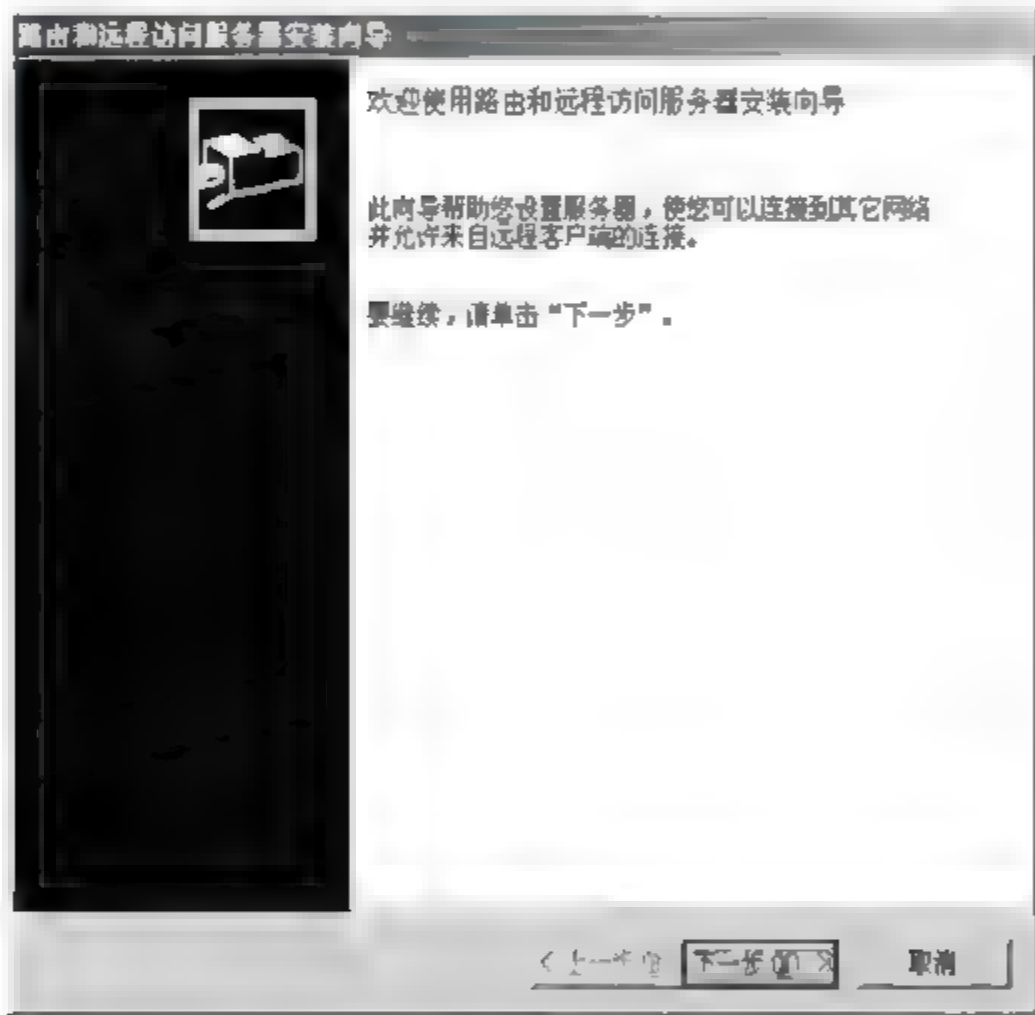 路由和远程访问服务器安装向导
欢迎使用路由和远程访问服务器安装向导
此向导帮助您设置服务器，使您可以连接到其它网络
并允许来自远程客户端的连接。
要继续，请单击“下一步”。
< 上一步(B) 下一步(N) > 取消